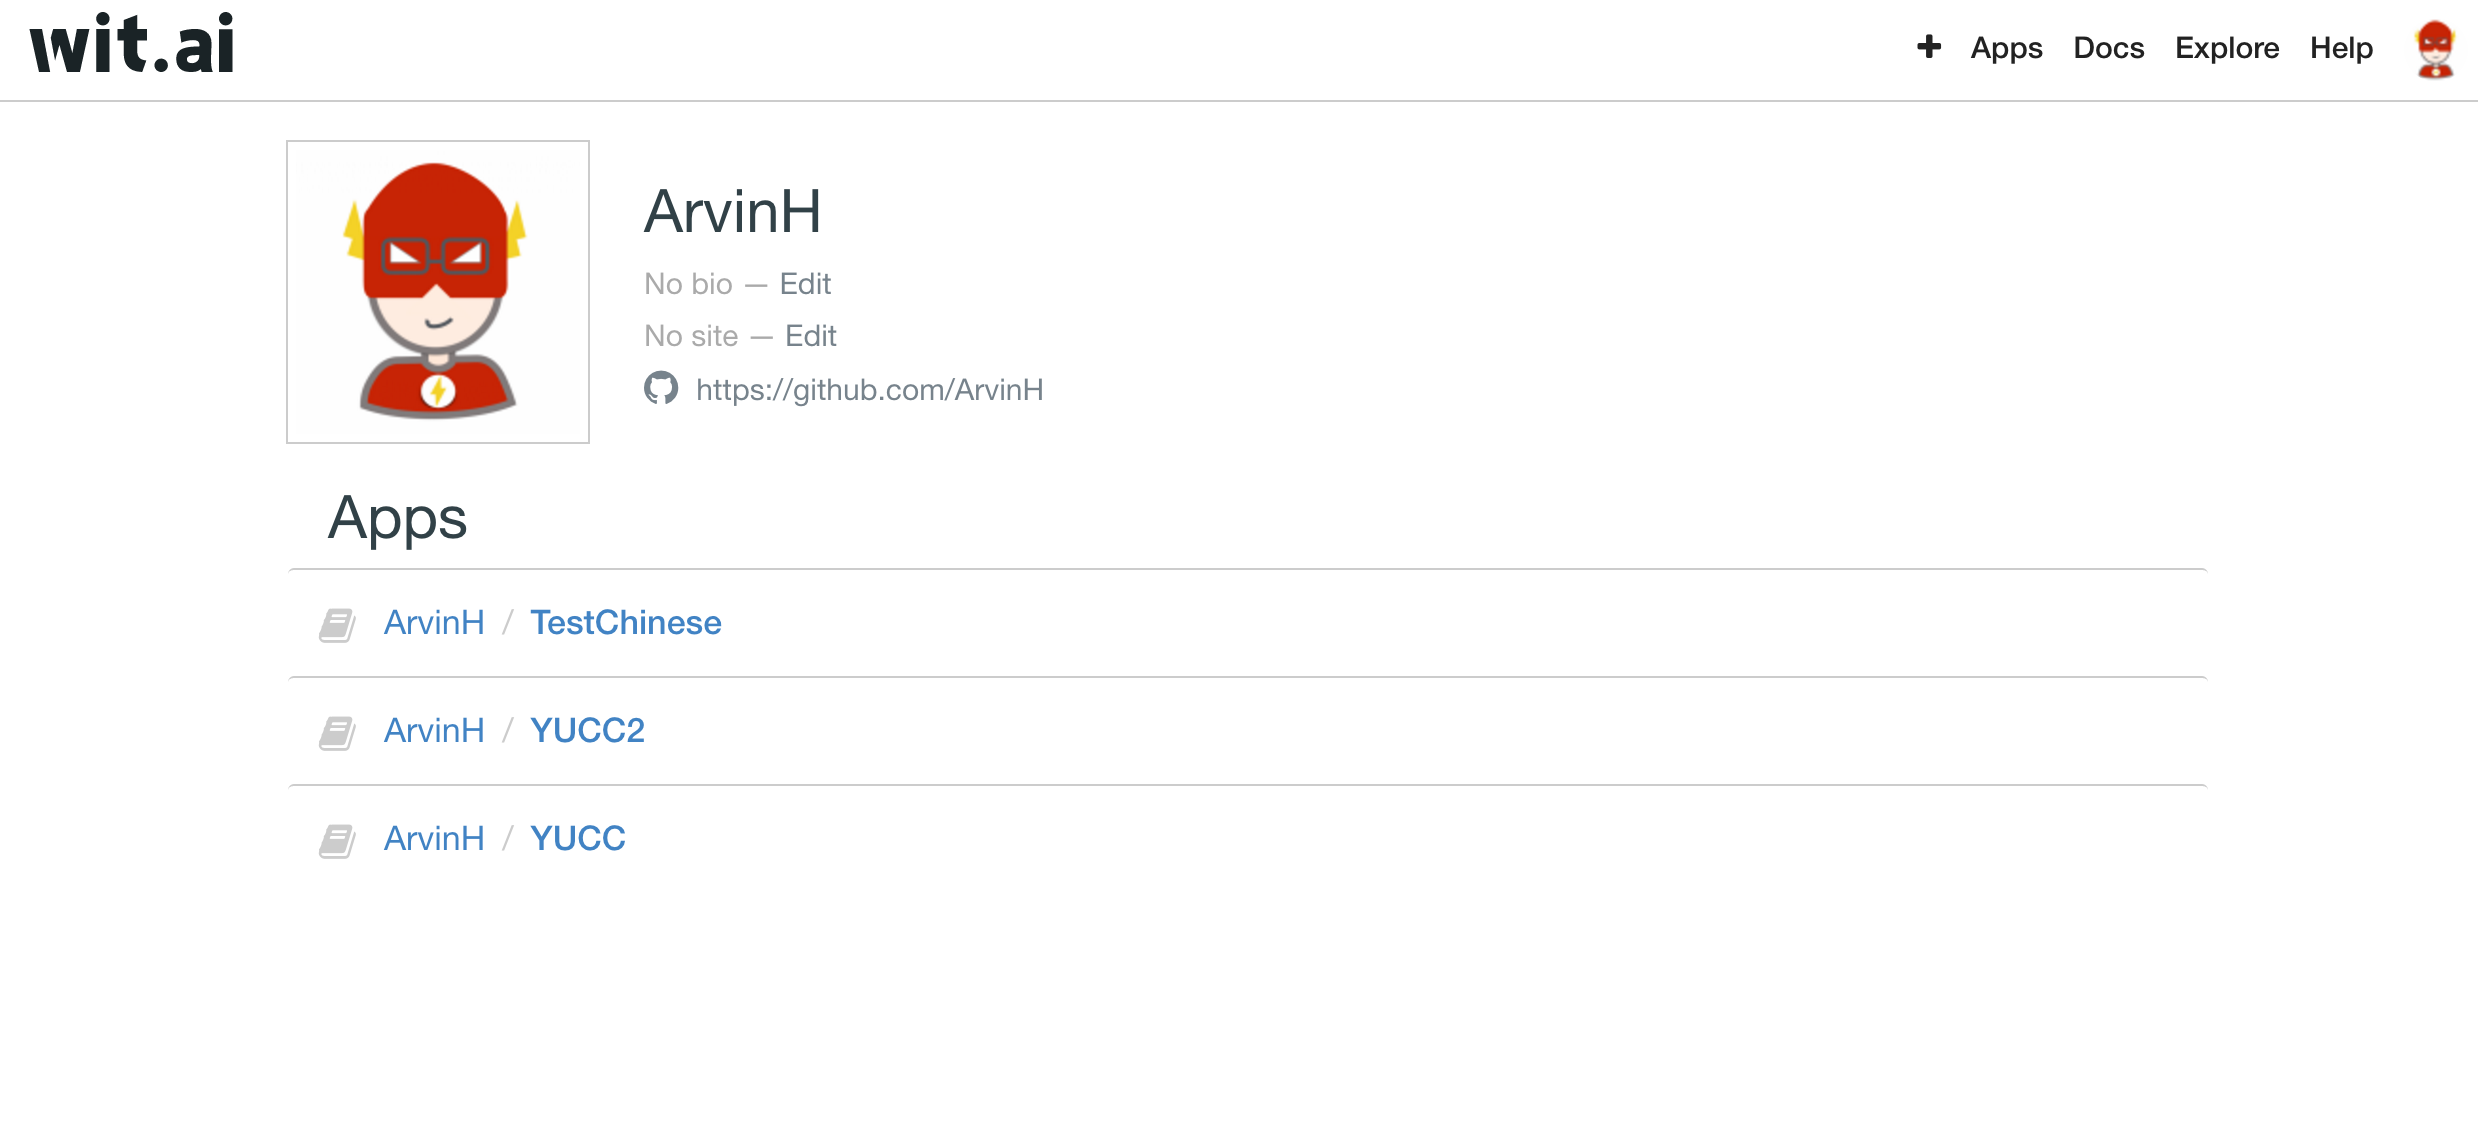 wit.ai
+ Apps Docs Explore Help
ArvinH
No bio — Edit
No site — Edit
https://github.com/ArvinH
Apps
ArvinH / TestChinese
ArvinH / YUCC2
ArvinH / YUCC